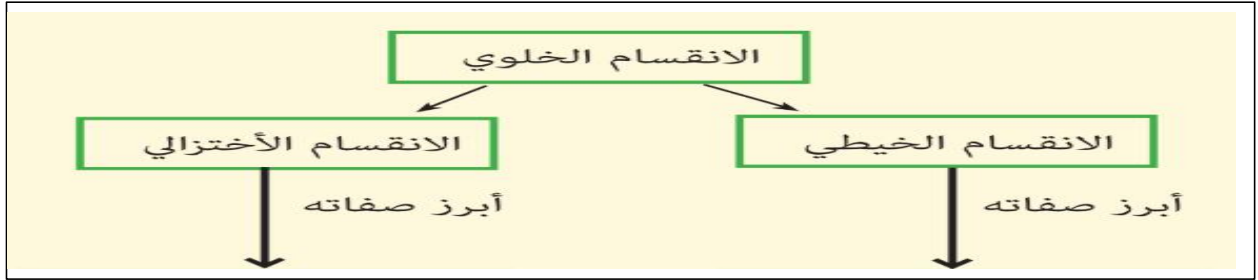 الانقسام الخلوي
الانقسام الخيطي
الانقسام الأختزالي
أبرز صفاته
أبرز صفاته